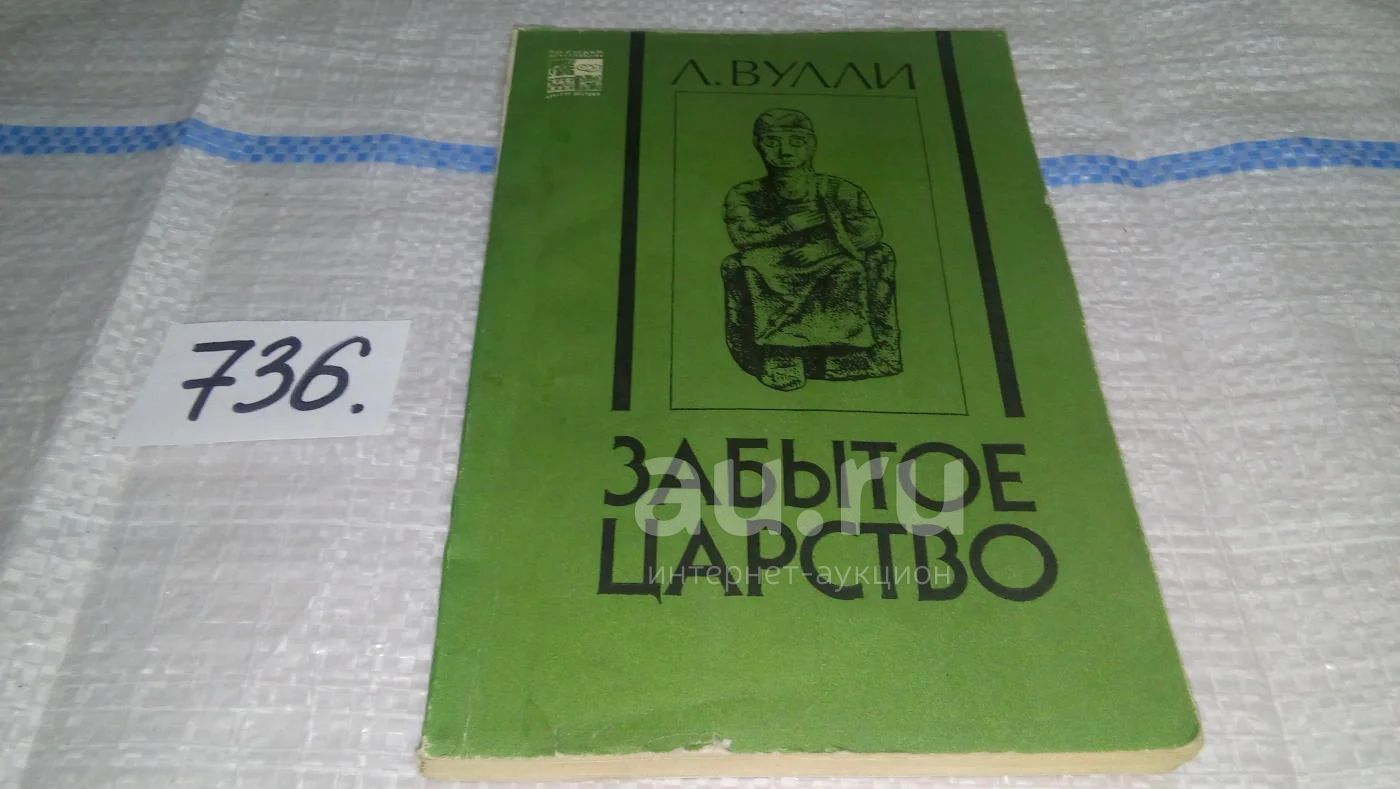 Л. ВУЛЛИ
736.
ЗАБЫТОЕ
ЦАРСТВО
au.ru
интернет-аукцион